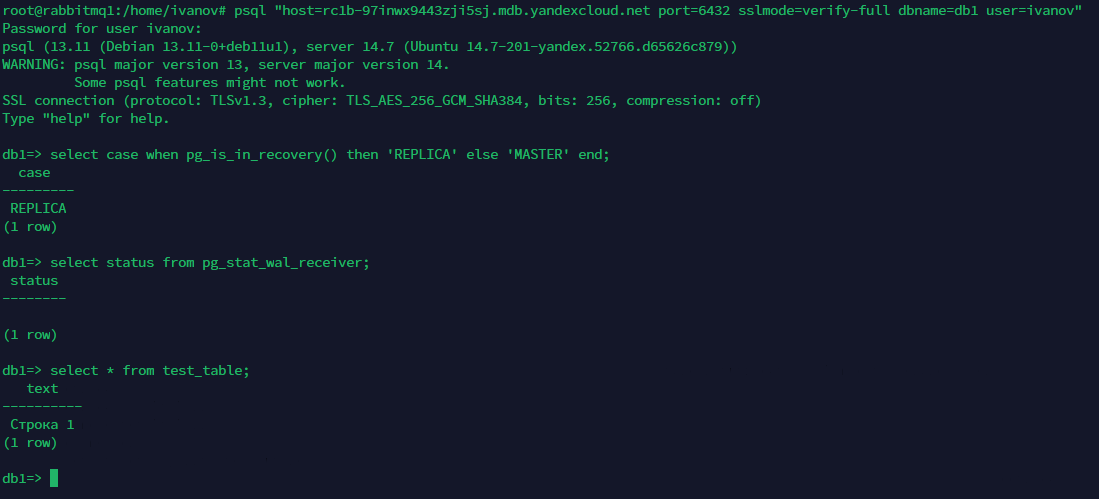 root@rabbitmq1:/home/ivanov# psql "host=rc1b-97inwx9443zji5sj.mdb.yandexcloud.net port=6432 sslmode=verify-full dbname=db1 user=ivanov"
Password for user ivanov:
psql (13.11 (Debian 13.11-0+deb11u1), server 14.7 (Ubuntu 14.7-201-yandex.52766.d65626c879))
WARNING: psql major version 13, server major version 14.
         Some psql features might not work.
SSL connection (protocol: TLSv1.3, cipher: TLS_AES_256_GCM_SHA384, bits: 256, compression: off)
Type "help" for help.

db1=> select case when pg_is_in_recovery() then 'REPLICA' else 'MASTER' end;
  case
---------
 REPLICA
(1 row)

db1=> select status from pg_stat_wal_receiver;
 status
--------

(1 row)

db1=> select * from test_table;
   text
----------
 Строка 1
(1 row)

db1=>